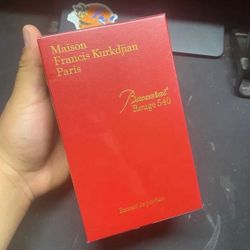 Maison
Francis Kurkdjian
Paris
Baccarat
Rouge 540
Extrait de parfum